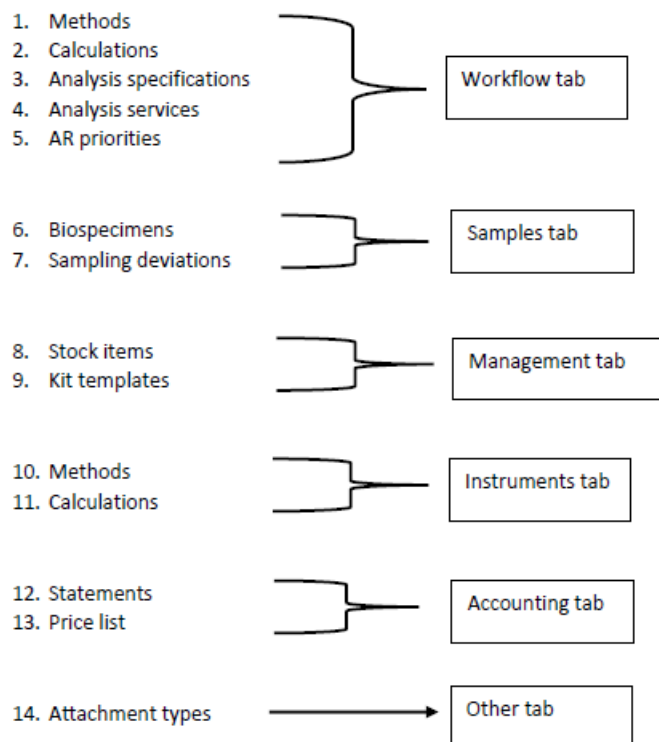 1. Methods
2. Calculations
3. Analysis specifications
4. Analysis services
5. AR priorities
Workflow tab
6. Biospecimens
7. Sampling deviations
Samples tab
8. Stock items
9. Kit templates
Management tab
10. Methods
11. Calculations
Instruments tab
12. Statements
13. Price list
Accounting tab
14. Attachment types
Other tab